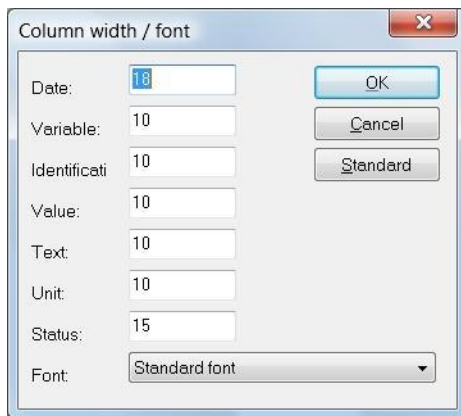 Column width / font
Date: 18 OK
Variable: 10 Cancel
Identificati 10 Standard
Value: 10
Text: 10
Unit: 10
Status: 15
Font: Standard font